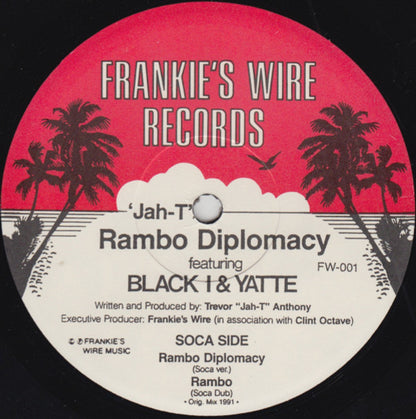 FRANKIE'S WIRE
RECORDS
'Jah-T'
Rambo Diplomacy
featuring
FW-001
BLACK I & YATTE
Written and Produced by: Trevor "Jah-T" Anthony
Executive Producer: Frankie's Wire (in association with Clint Octave)
© ℗ FRANKIE'S
WIRE MUSIC
SOCA SIDE
Rambo Diplomacy
(Soca ver.)
Rambo
(Soca Dub)
• Orig. Mix 1991 •